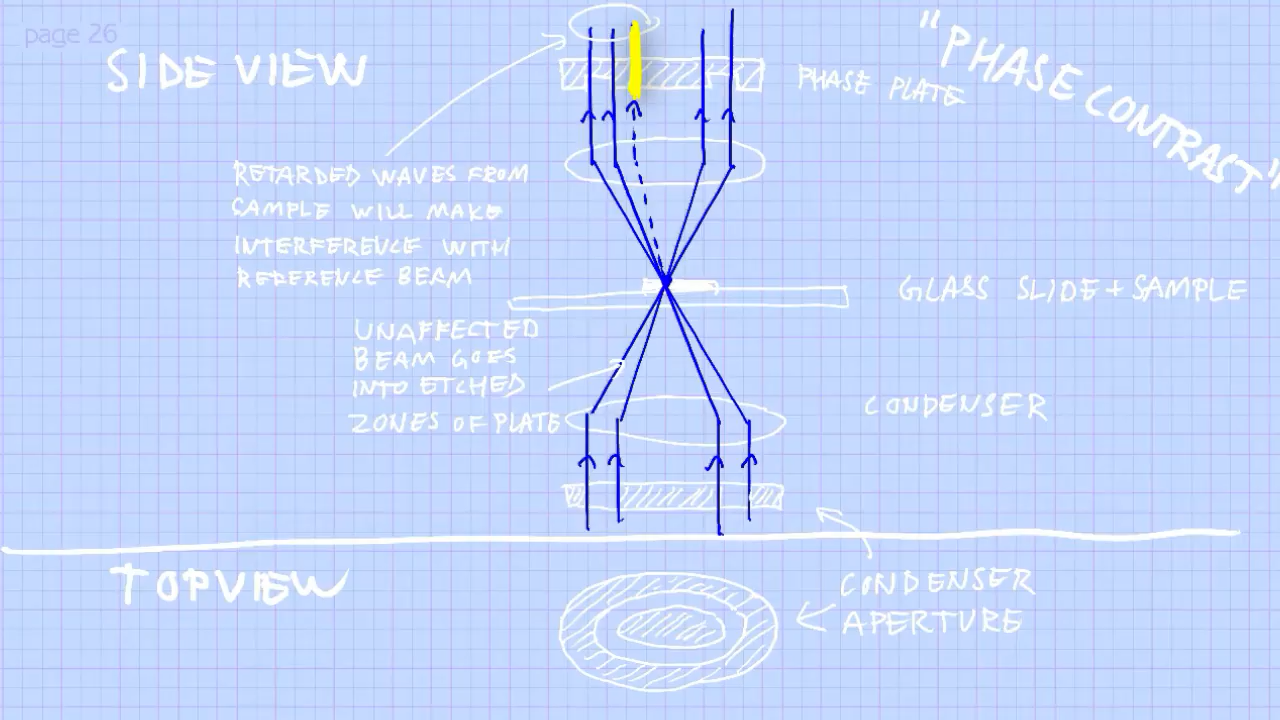 page 26
SIDE VIEW
"PHASE CONTRAST"
PHASE PLATE
RETARDED WAVES FROM
SAMPLE WILL MAKE
INTERFERENCE WITH
REFERENCE BEAM
GLASS SLIDE + SAMPLE
UNAFFECTED
BEAM GOES
INTO ETCHED
ZONES OF PLATE
CONDENSER
TOPVIEW
CONDENSER
APERTURE